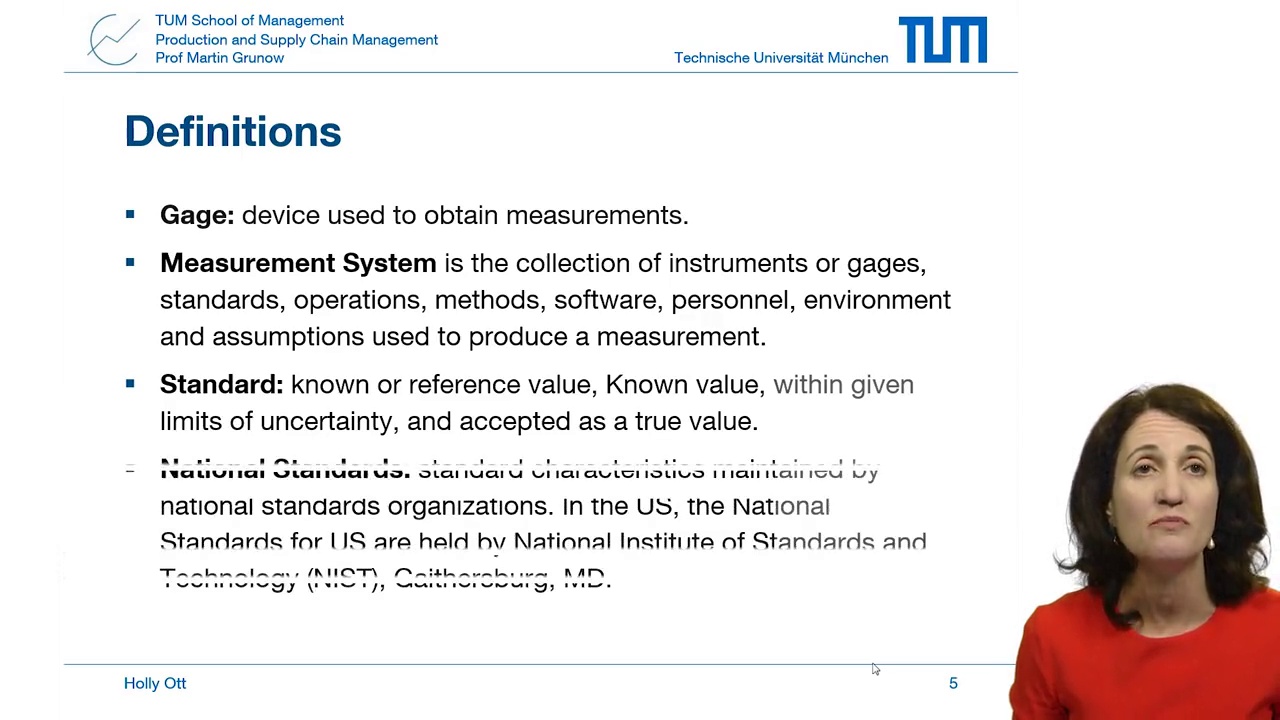 TUM School of Management
Production and Supply Chain Management
Prof Martin Grunow
Technische Universität München
TUM
Definitions
▪ Gage: device used to obtain measurements.
▪ Measurement System is the collection of instruments or gages,
standards, operations, methods, software, personnel, environment
and assumptions used to produce a measurement.
▪ Standard: known or reference value, Known value, within given
limits of uncertainty, and accepted as a true value.
National Standards: standard characteristics maintained by
national standards organizations. In the US, the National
Standards for US are held by National Institute of Standards and
Technology (NIST), Gaithersburg, MD.
Holly Ott
5